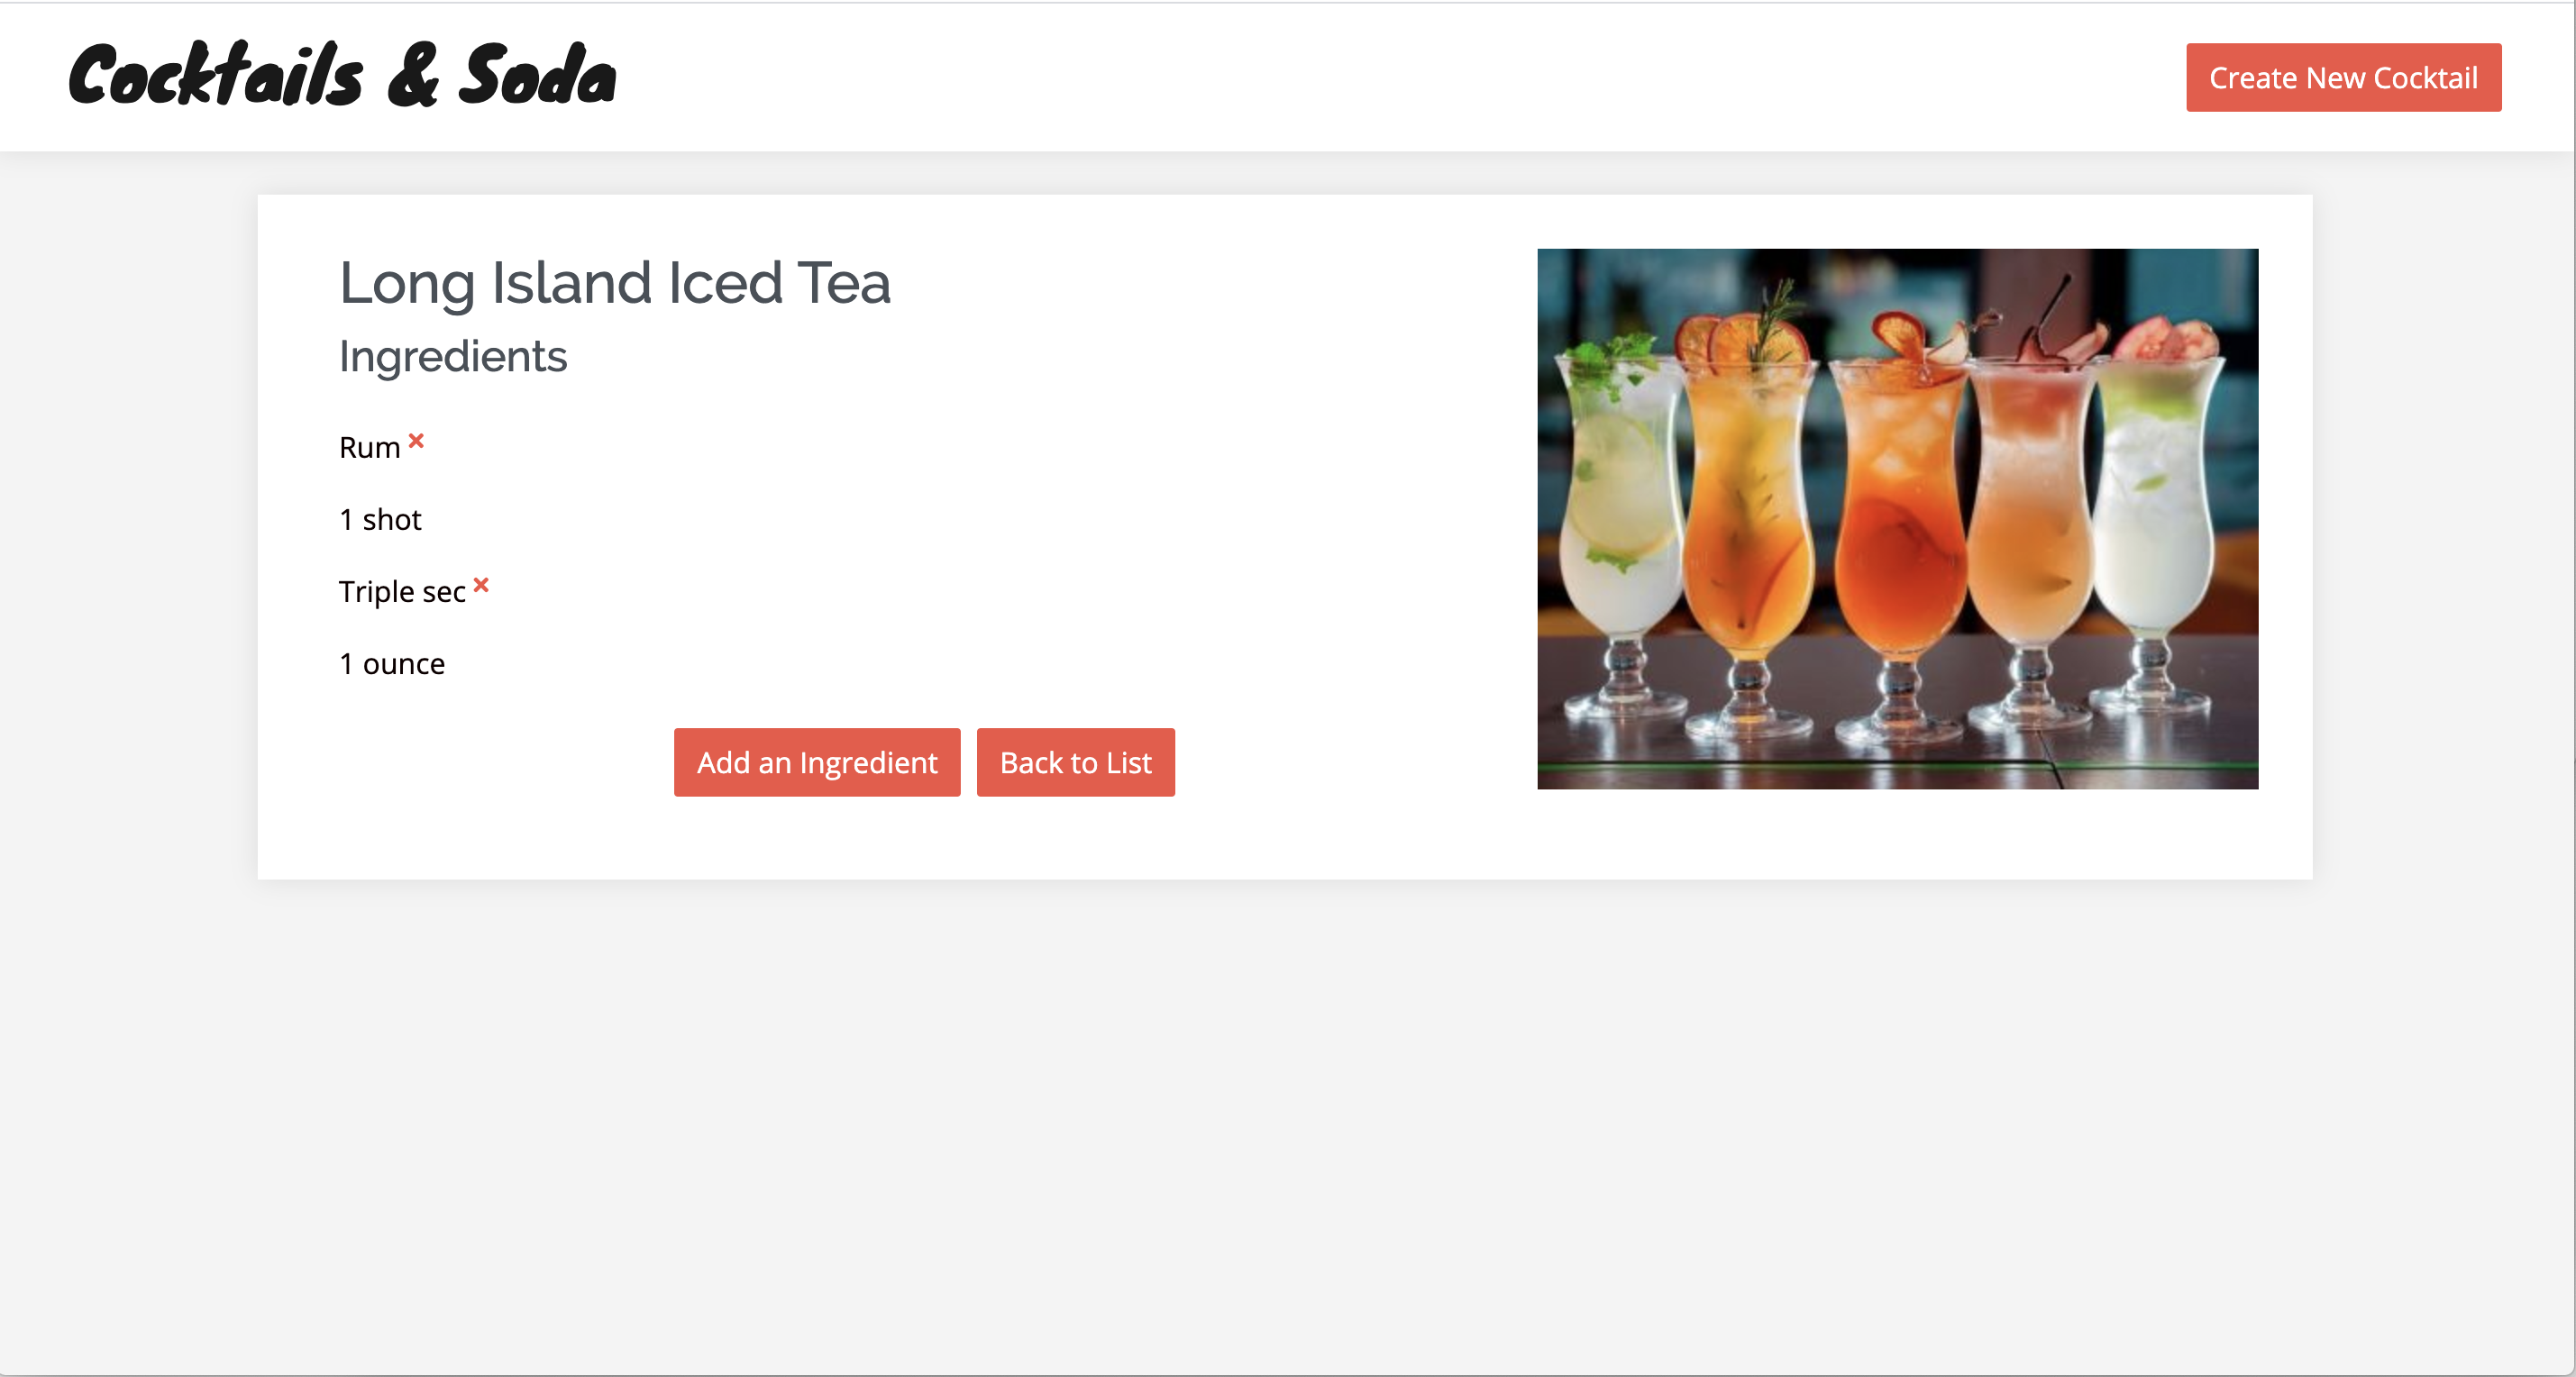 Cocktails & Soda
Create New Cocktail
Long Island Iced Tea
Ingredients
Rum
1 shot
Triple sec
1 ounce
Add an Ingredient
Back to List